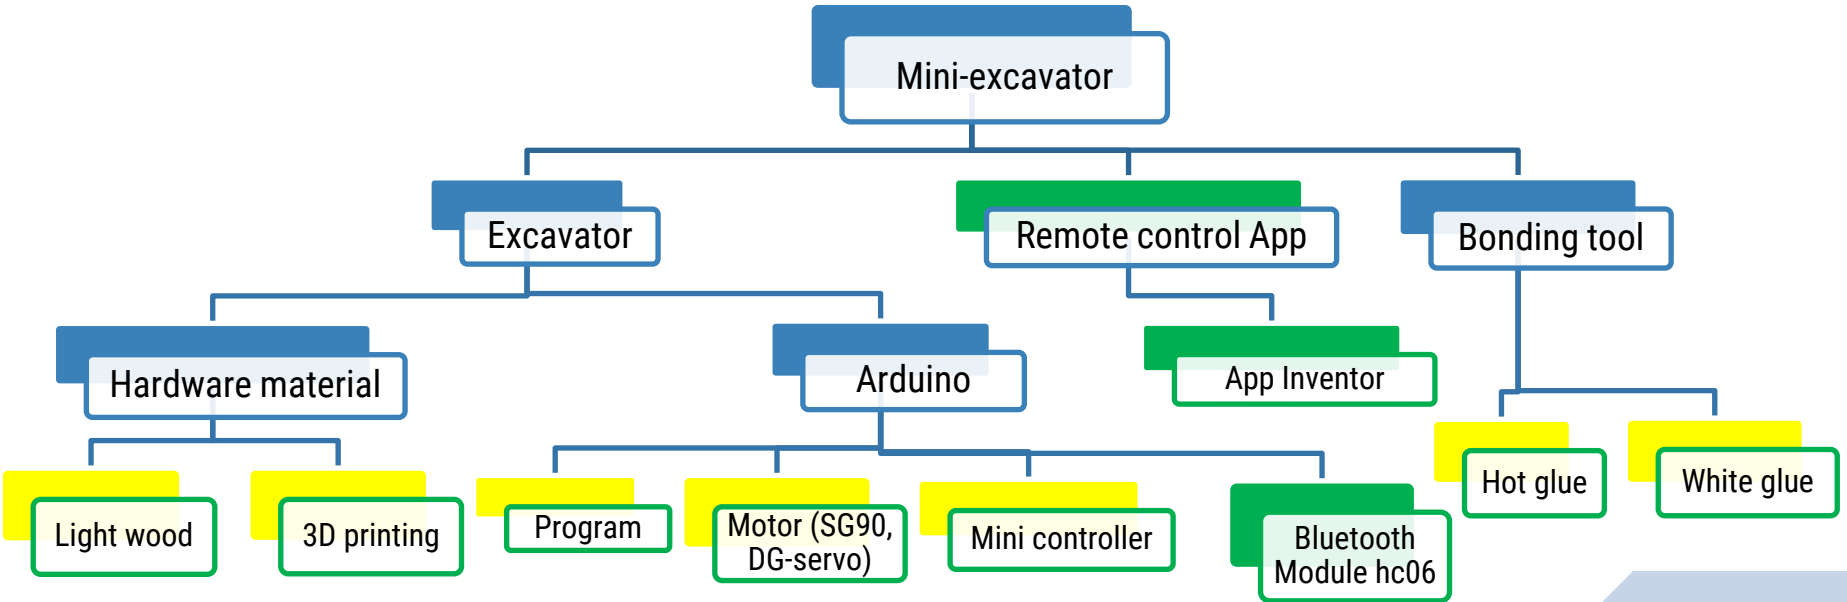 Mini-excavator
Excavator
Remote control App
Bonding tool
Hardware material
Arduino
App Inventor
Light wood
3D printing
Program
Motor (SG90,
DG-servo)
Mini controller
Bluetooth
Module hc06
Hot glue
White glue